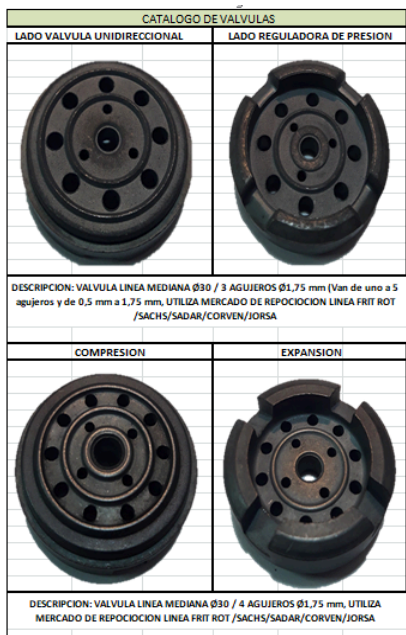 CATALOGO DE VALVULAS
LADO VALVULA UNIDIRECCIONAL LADO REGULADORA DE PRESION
DESCRIPCION: VALVULA LINEA MEDIANA Ø30 / 3 AGUJEROS Ø1,75 mm (Van de uno a 5
agujeros y de 0,5 mm a 1,75 mm, UTILIZA MERCADO DE REPOCIOCION LINEA FRIT ROT
/SACHS/SADAR/CORVEN/JORSA
COMPRESION EXPANSION
DESCRIPCION: VALVULA LINEA MEDIANA Ø30 / 4 AGUJEROS Ø1,75 mm, UTILIZA
MERCADO DE REPOCIOCION LINEA FRIT ROT /SACHS/SADAR/CORVEN/JORSA